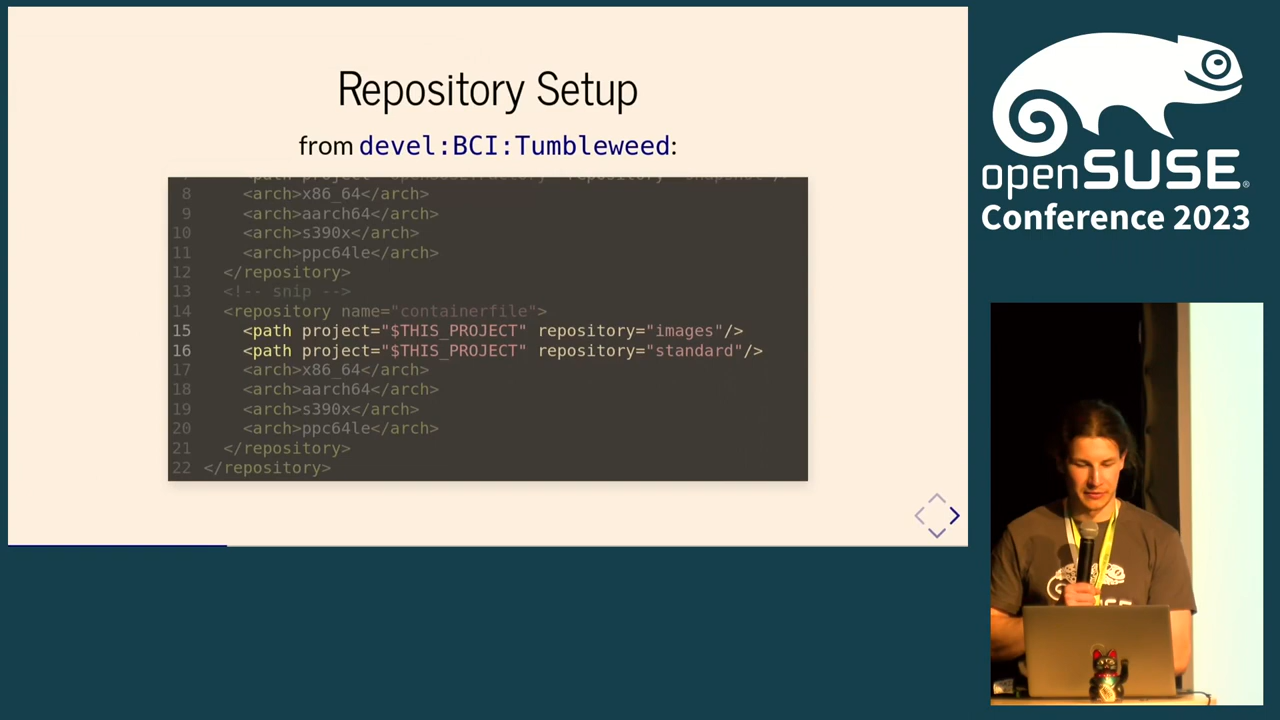 Repository Setup
from devel:BCI:Tumbleweed:
8 <arch>x86_64</arch>
9 <arch>aarch64</arch>
10 <arch>s390x</arch>
11 <arch>ppc64le</arch>
12 </repository>
13 <!-- snip -->
14 <repository name="containerfile">
15 <path project="$THIS_PROJECT" repository="images"/>
16 <path project="$THIS_PROJECT" repository="standard"/>
17 <arch>x86_64</arch>
18 <arch>aarch64</arch>
19 <arch>s390x</arch>
20 <arch>ppc64le</arch>
21 </repository>
22 </repository>
openSUSE®
Conference 2023